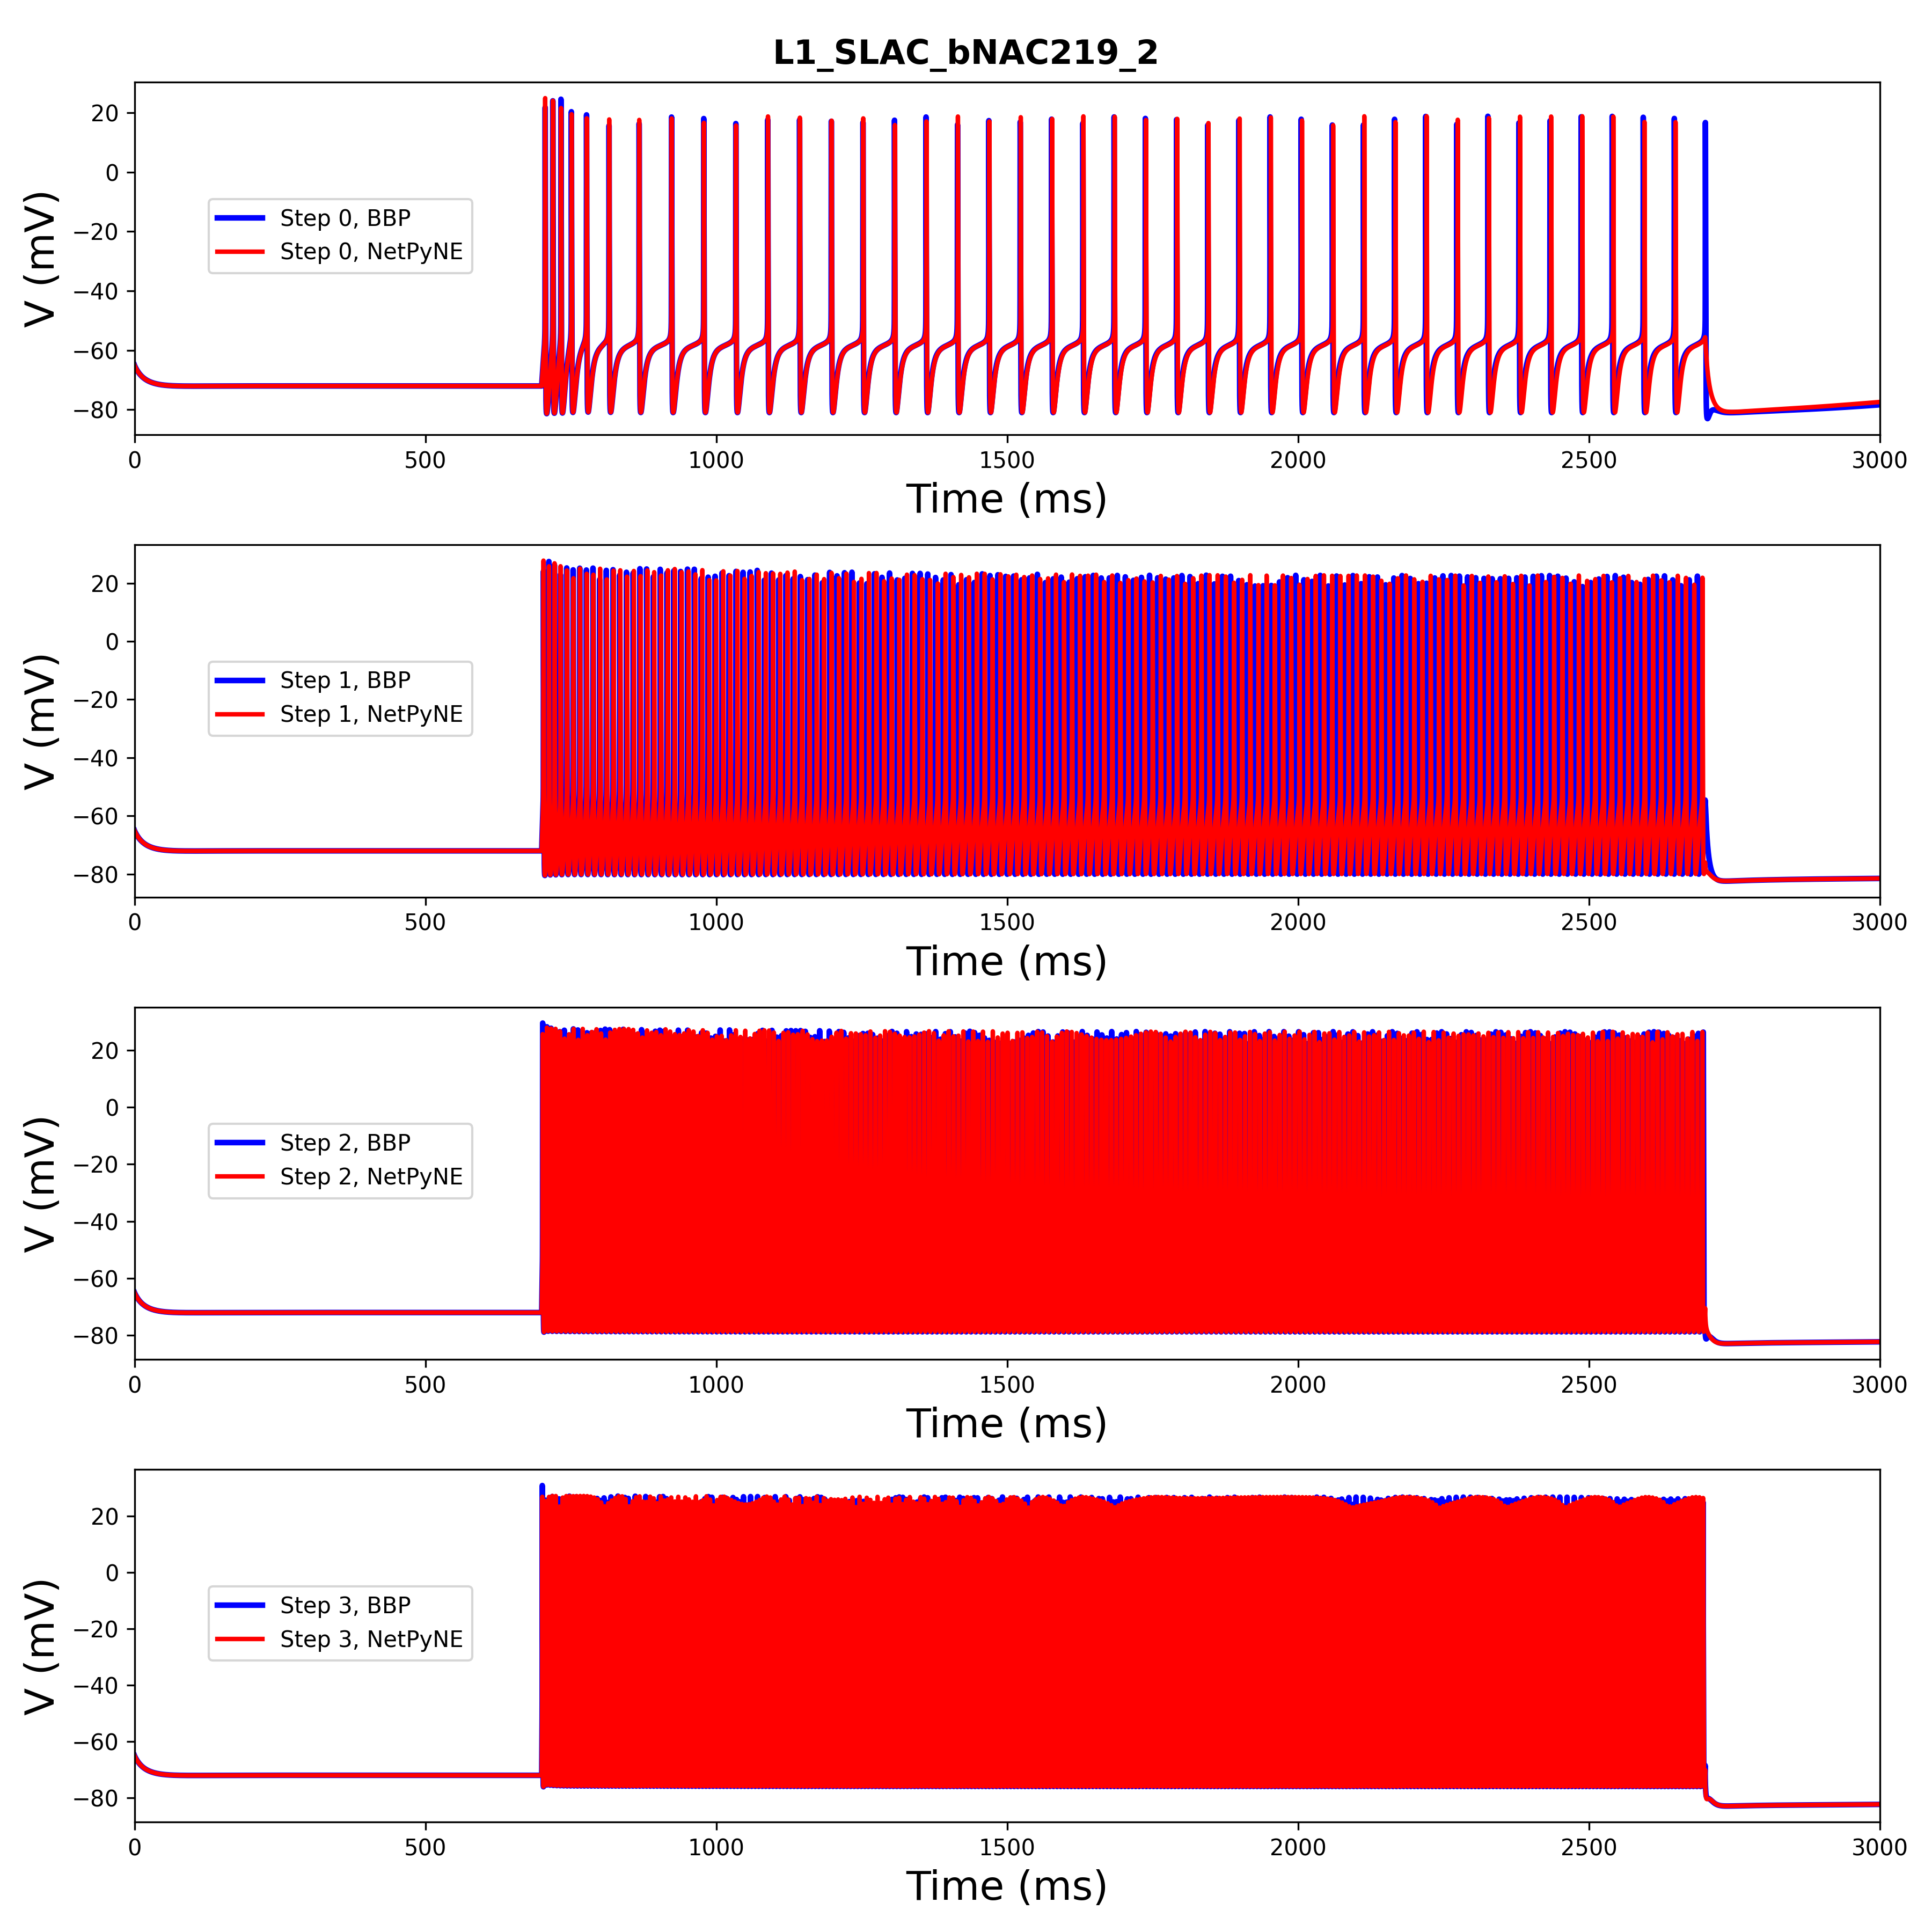 L1_SLAC_bNAC219_2
20
0
−20
−40
−60
−80
V (mV)
Step 0, BBP
Step 0, NetPyNE
0 500 1000 1500 2000 2500 3000
Time (ms)
20
0
−20
−40
−60
−80
V (mV)
Step 1, BBP
Step 1, NetPyNE
0 500 1000 1500 2000 2500 3000
Time (ms)
20
0
−20
−40
−60
−80
V (mV)
Step 2, BBP
Step 2, NetPyNE
0 500 1000 1500 2000 2500 3000
Time (ms)
20
0
−20
−40
−60
−80
V (mV)
Step 3, BBP
Step 3, NetPyNE
0 500 1000 1500 2000 2500 3000
Time (ms)